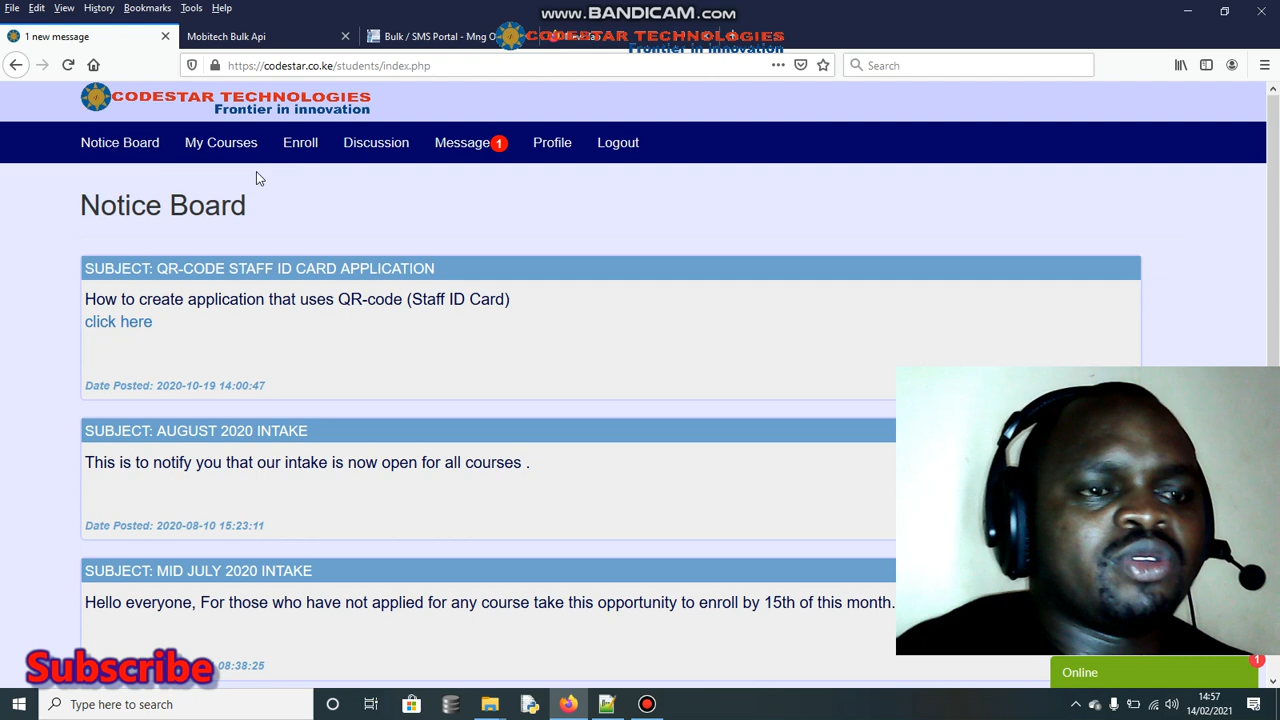 File Edit View History Bookmarks Tools Help
www.BANDICAM.com
1 new message
Mobitech Bulk Api
Bulk / SMS Portal - Mng O
CODESTAR TECHNOLOGIES
Frontier in innovation
https://codestar.co.ke/students/index.php
Search
CODESTAR TECHNOLOGIES
Frontier in innovation
Notice Board My Courses Enroll Discussion Message 1 Profile Logout
Notice Board
SUBJECT: QR-CODE STAFF ID CARD APPLICATION
How to create application that uses QR-code (Staff ID Card)
click here
Date Posted: 2020-10-19 14:00:47
SUBJECT: AUGUST 2020 INTAKE
This is to notify you that our intake is now open for all courses .
Date Posted: 2020-08-10 15:23:11
SUBJECT: MID JULY 2020 INTAKE
Hello everyone, For those who have not applied for any course take this opportunity to enroll by 15th of this month.
Subscribe
08:38:25
Online
1
Type here to search
14:57
14/02/2021